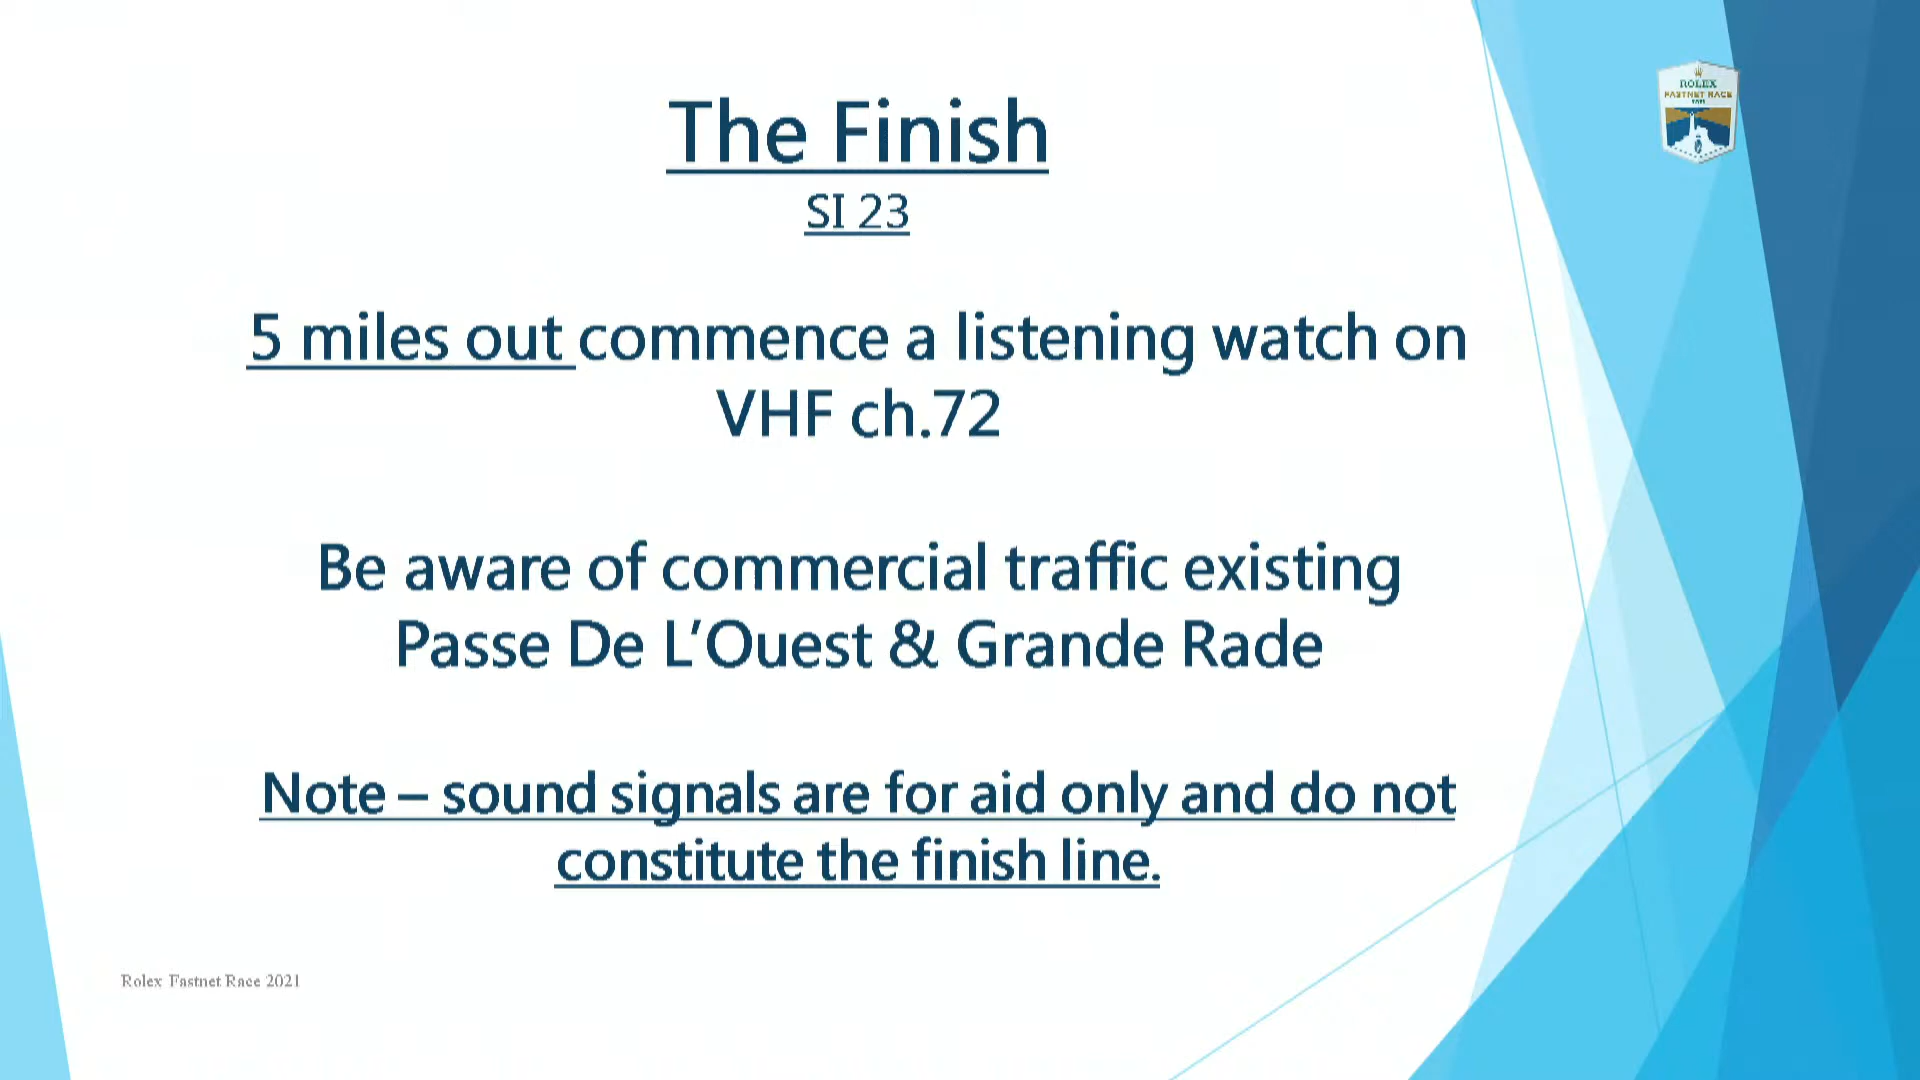 The Finish
SI 23
5 miles out commence a listening watch on
VHF ch.72
Be aware of commercial traffic existing
Passe De L’Ouest & Grande Rade
Note – sound signals are for aid only and do not
constitute the finish line.
Rolex Fastnet Race 2021
ROLEX
FASTNET RACE